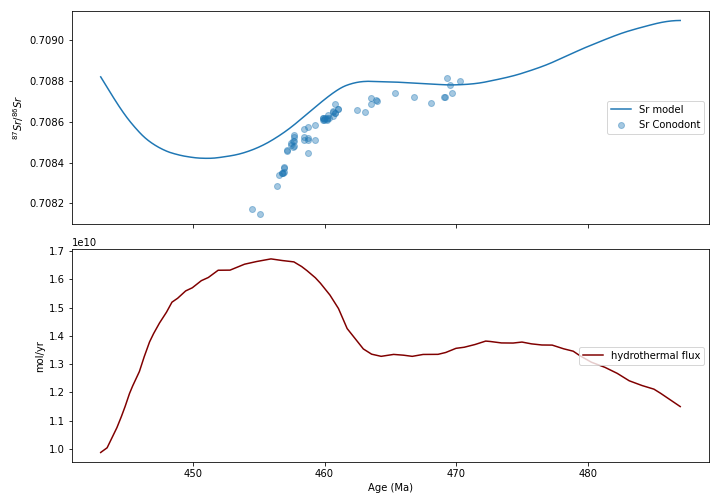 0.7090
0.7088
0.7086
0.7084
0.7082
⁸⁷Sr/⁸⁶Sr
Sr model
Sr Conodont
1e10
1.7
1.6
1.5
1.4
1.3
1.2
1.1
1.0
mol/yr
hydrothermal flux
450 460 470 480
Age (Ma)